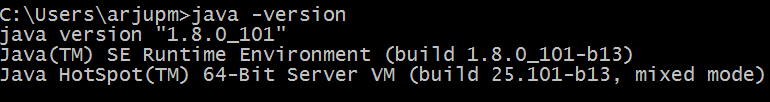 C:\Users\arjupm>java -version
java version "1.8.0_101"
Java(TM) SE Runtime Environment (build 1.8.0_101-b13)
Java HotSpot(TM) 64-Bit Server VM (build 25.101-b13, mixed mode)